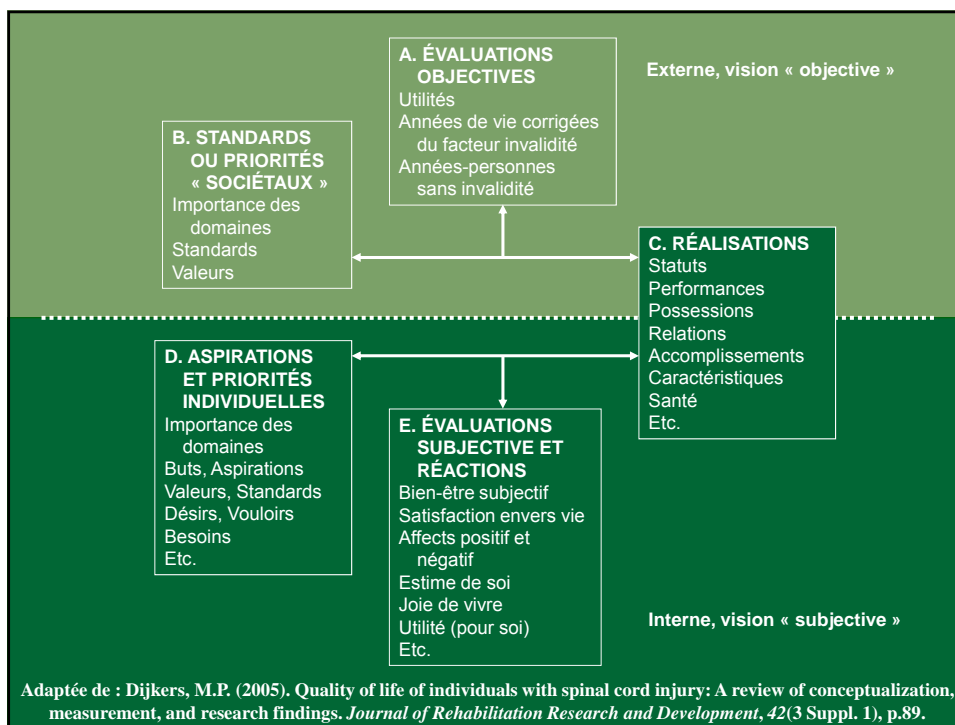 A. ÉVALUATIONS
OBJECTIVES
Utilités
Années de vie corrigées
du facteur invalidité
Années-personnes
sans invalidité
Externe, vision « objective »
B. STANDARDS
OU PRIORITÉS
« SOCIÉTAUX »
Importance des
domaines
Standards
Valeurs
C. RÉALISATIONS
Statuts
Performances
Possessions
Relations
Accomplissements
Caractéristiques
Santé
Etc.
D. ASPIRATIONS
ET PRIORITÉS
INDIVIDUELLES
Importance des
domaines
Buts, Aspirations
Valeurs, Standards
Désirs, Vouloirs
Besoins
Etc.
E. ÉVALUATIONS
SUBJECTIVE ET
RÉACTIONS
Bien-être subjectif
Satisfaction envers vie
Affects positif et
négatif
Estime de soi
Joie de vivre
Utilité (pour soi)
Etc.
Interne, vision « subjective »
Adaptée de : Dijkers, M.P. (2005). Quality of life of individuals with spinal cord injury: A review of conceptualization,
measurement, and research findings. Journal of Rehabilitation Research and Development, 42(3 Suppl. 1), p.89.